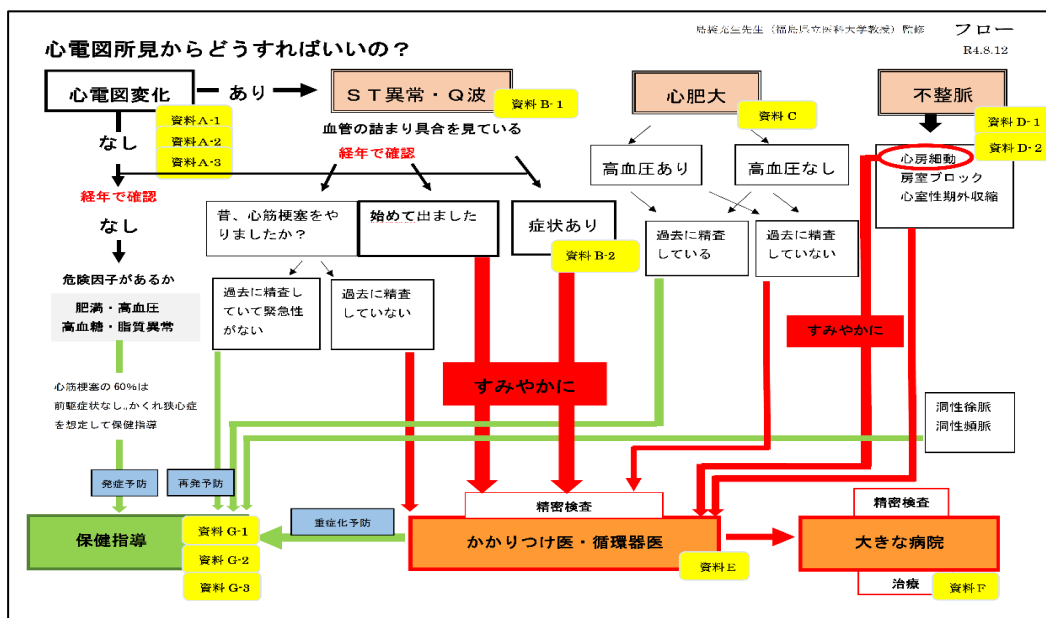 心電図所見からどうすればいいの？
(福島県立医科大学教授) 監修
フロー
R4.8.12
心電図変化
あり
ＳＴ異常・Ｑ波
心肥大
不整脈
資料A-1
資料A-2
資料A-3
資料B-1
資料C
資料D-1
資料D-2
なし
血管の詰まり具合を見ている
経年で確認
経年で確認
高血圧あり
高血圧なし
心房細動
房室ブロック
心室性期外収縮
なし
昔、心筋梗塞をや
りましたか？
始めて出ました
症状あり
資料B-2
過去に精査
している
過去に精査
していない
危険因子があるか
肥満・高血圧
高血糖・脂質異常
過去に精査し
ていて緊急性
がない
過去に精査
していない
すみやかに
すみやかに
心筋梗塞の60%は
前駆症状なし。,かくれ狭心症
を想定して保健指導
洞性徐脈
洞性頻脈
発症予防
再発予防
精密検査
精密検査
保健指導
資料G-1
資料G-2
資料G-3
重症化予防
かかりつけ医・循環器医
資料E
大きな病院
治療
資料F